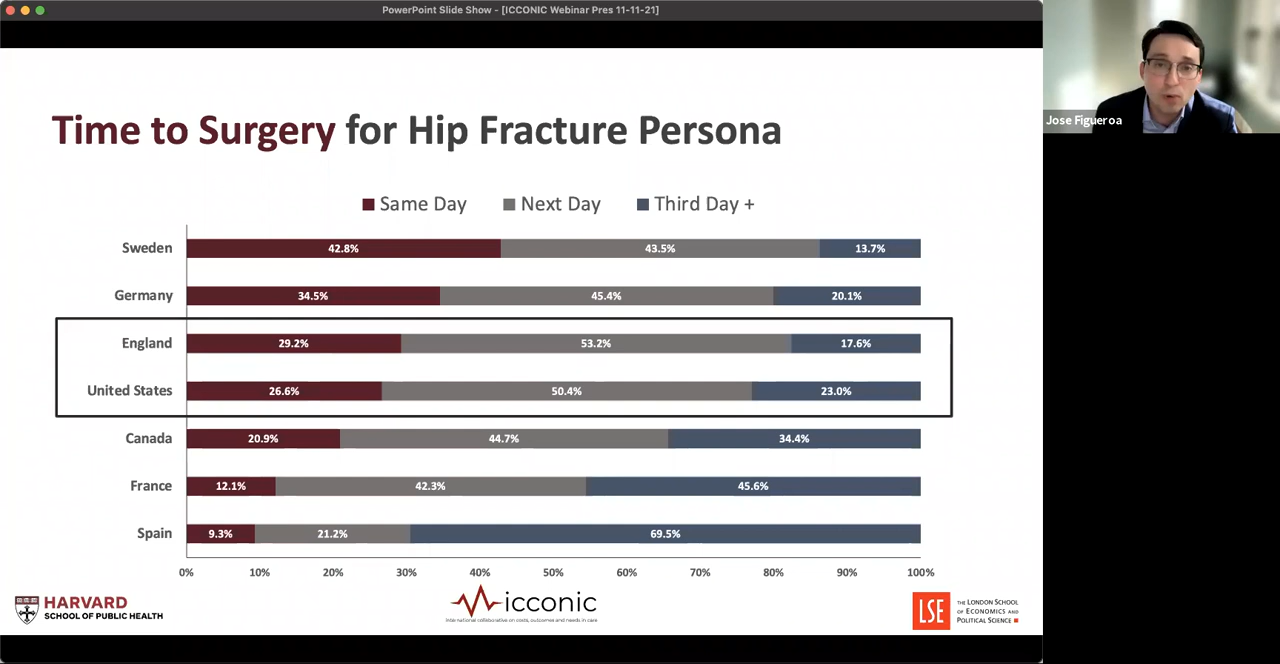 PowerPoint Slide Show - [ICCONIC Webinar Pres 11-11-21]
Jose Figueroa
Time to Surgery for Hip Fracture Persona
Same Day Next Day Third Day +
Sweden 42.8% 43.5% 13.7%
Germany 34.5% 45.4% 20.1%
England 29.2% 53.2% 17.6%
United States 26.6% 50.4% 23.0%
Canada 20.9% 44.7% 34.4%
France 12.1% 42.3% 45.6%
Spain 9.3% 21.2% 69.5%
0% 10% 20% 30% 40% 50% 60% 70% 80% 90% 100%
HARVARD
SCHOOL OF PUBLIC HEALTH
icconic
International collaborative on costs, outcomes and needs in care
LSE
THE LONDON SCHOOL
OF ECONOMICS AND
POLITICAL SCIENCE